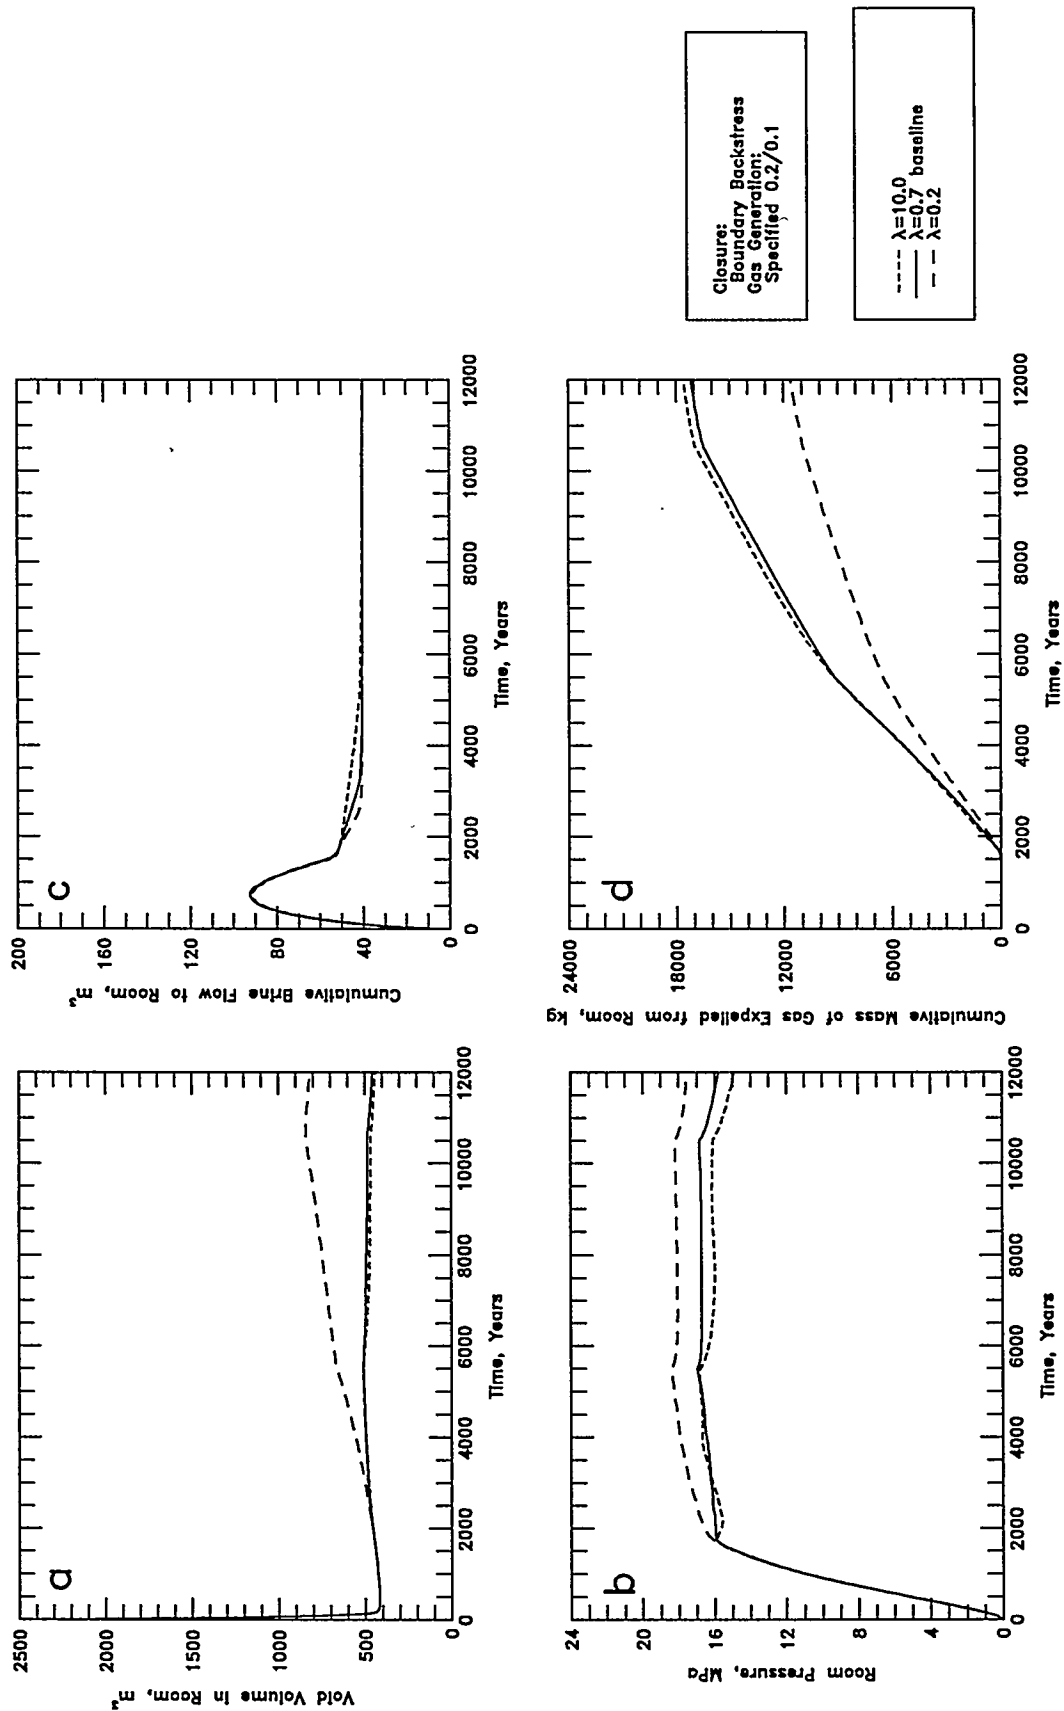 a
Void Volume in Room, m³
2500
2000
1500
1000
500
0
0 2000 4000 6000 8000 10000 12000
Time, Years
b
Room Pressure, MPa
24
20
16
12
8
4
0
0 2000 4000 6000 8000 10000 12000
Time, Years
c
Cumulative Brine Flow to Room, m³
200
160
120
80
40
0
0 2000 4000 6000 8000 10000 12000
Time, Years
d
Cumulative Mass of Gas Expelled from Room, kg
24000
18000
12000
6000
0
0 2000 4000 6000 8000 10000 12000
Time, Years
Closure:
Boundary Backstress
Gas Generation:
Specified 0.2/0.1
λ=10.0
λ=0.7 baseline
λ=0.2